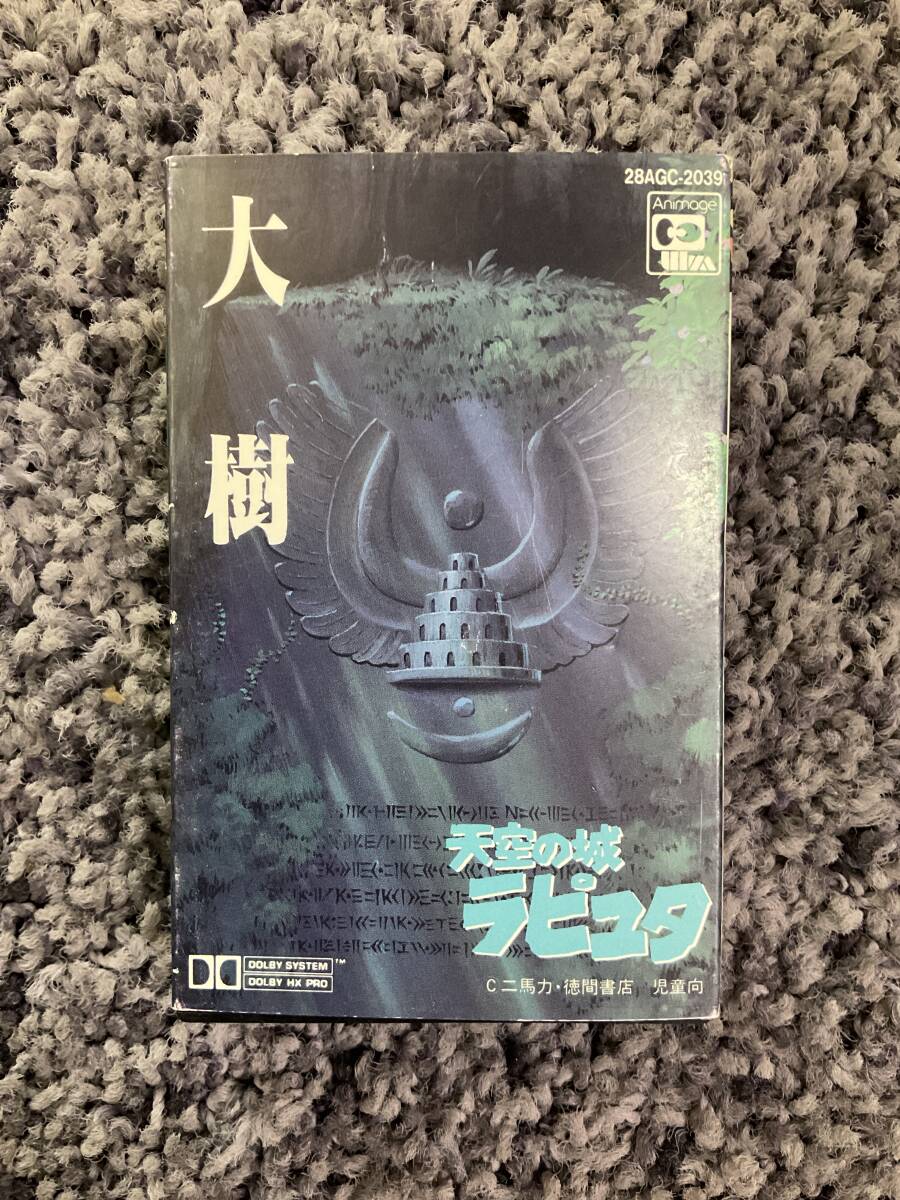 28AGC-2039
Animage
大樹
天空の城
ラピュタ
DOLBY SYSTEM ™
DOLBY HX PRO
C 二馬力・徳間書店 児童向